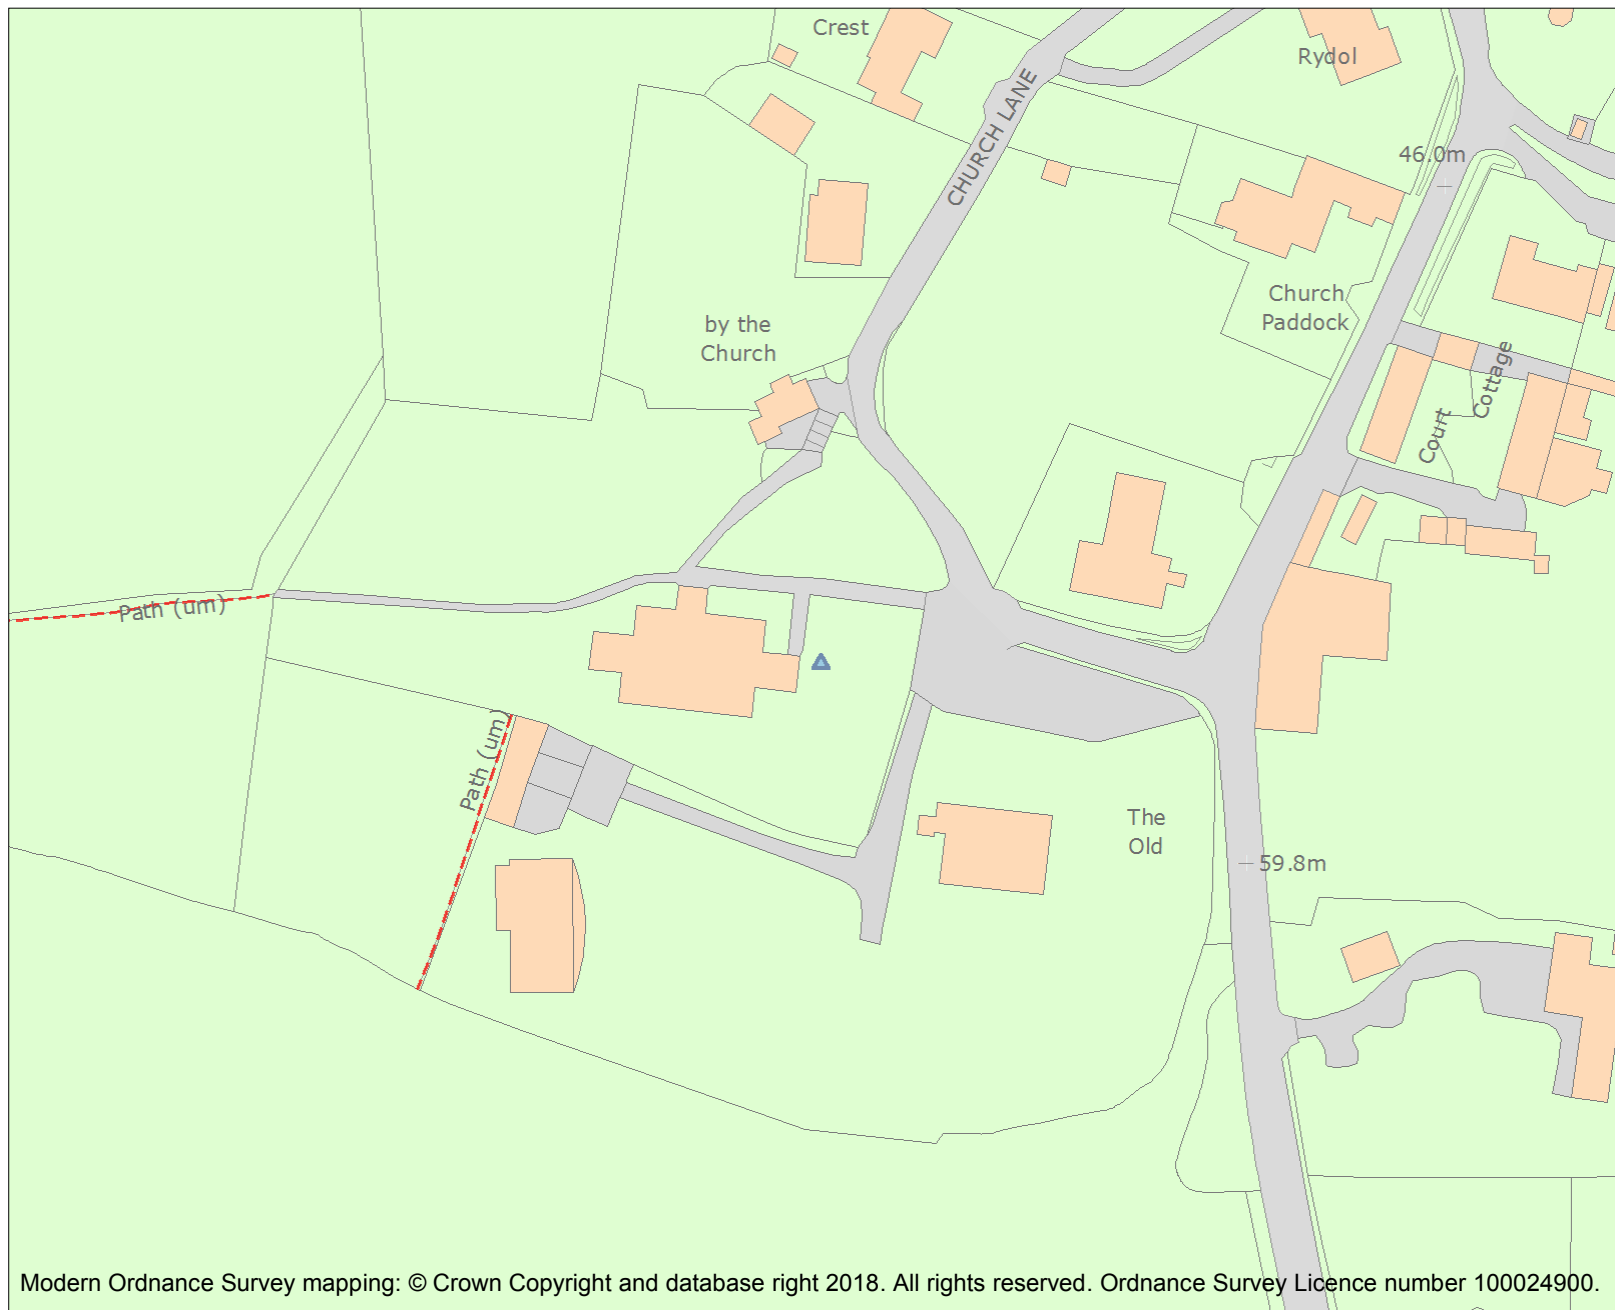 Crest
Rydol
CHURCH LANE
46.0m
Church
Paddock
by the
Church
Cottage
Court
Path (um)
Path (um)
The
Old
59.8m
Modern Ordnance Survey mapping: © Crown Copyright and database right 2018. All rights reserved. Ordnance Survey Licence number 100024900.